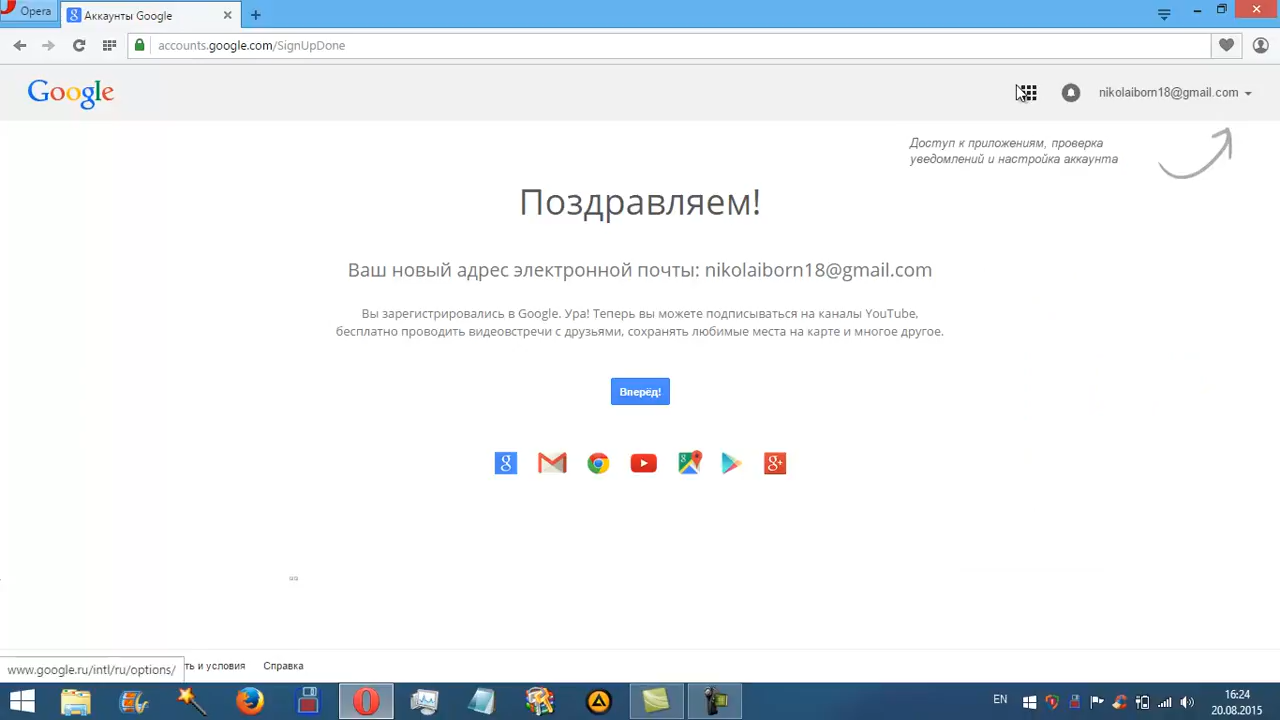 Opera
Аккаунты Google
accounts.google.com/SignUpDone
Google
nikolaiborn18@gmail.com
Доступ к приложениям, проверка
уведомлений и настройка аккаунта
Поздравляем!
Ваш новый адрес электронной почты: nikolaiborn18@gmail.com
Вы зарегистрировались в Google. Ура! Теперь вы можете подписываться на каналы YouTube,
бесплатно проводить видеовстречи с друзьями, сохранять любимые места на карте и многое другое.
Вперёд!
www.google.ru/intl/ru/options/
ть и условия
Справка
EN
16:24
20.08.2015